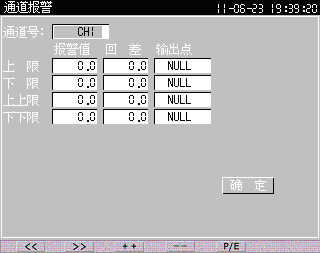 通道报警 11-06-23 19:39:20
通道号: CH1
报警值 回 差 输出点
上 限 0.0 0.0 NULL
下 限 0.0 0.0 NULL
上上限 0.0 0.0 NULL
下下限 0.0 0.0 NULL
确 定
<< >> ++ -- P/E